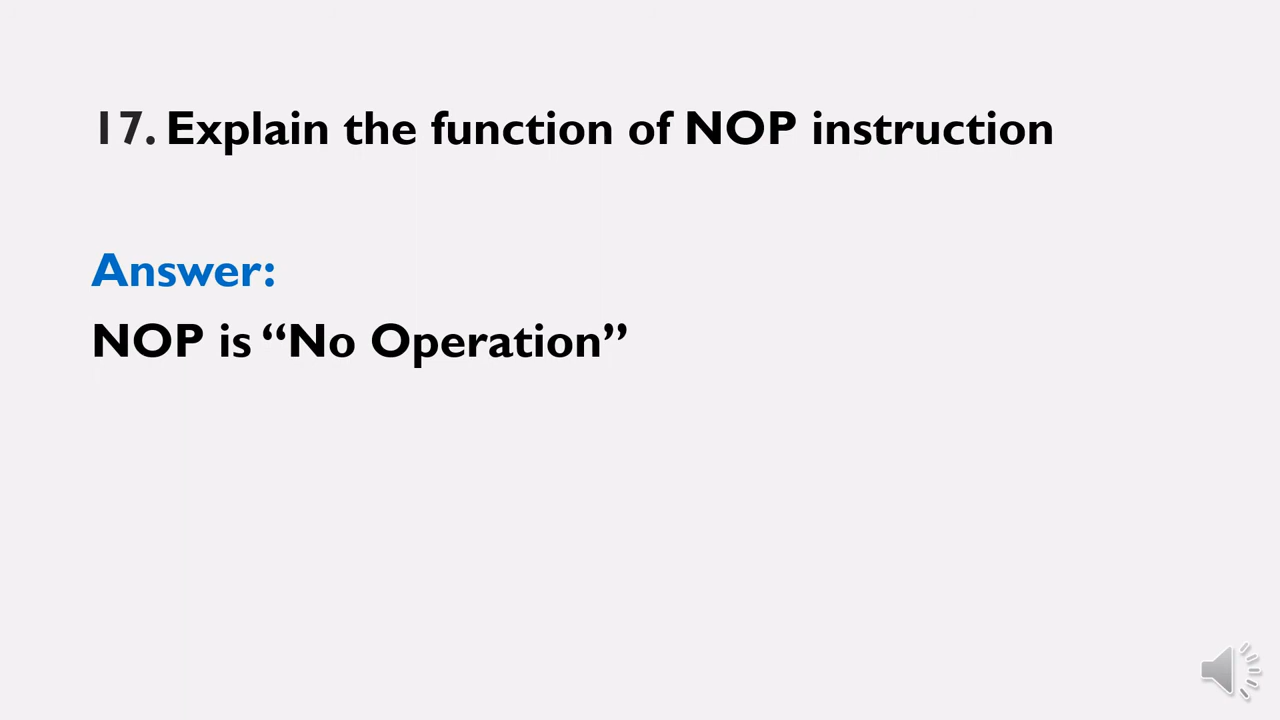 17. Explain the function of NOP instruction
Answer:
NOP is “No Operation”